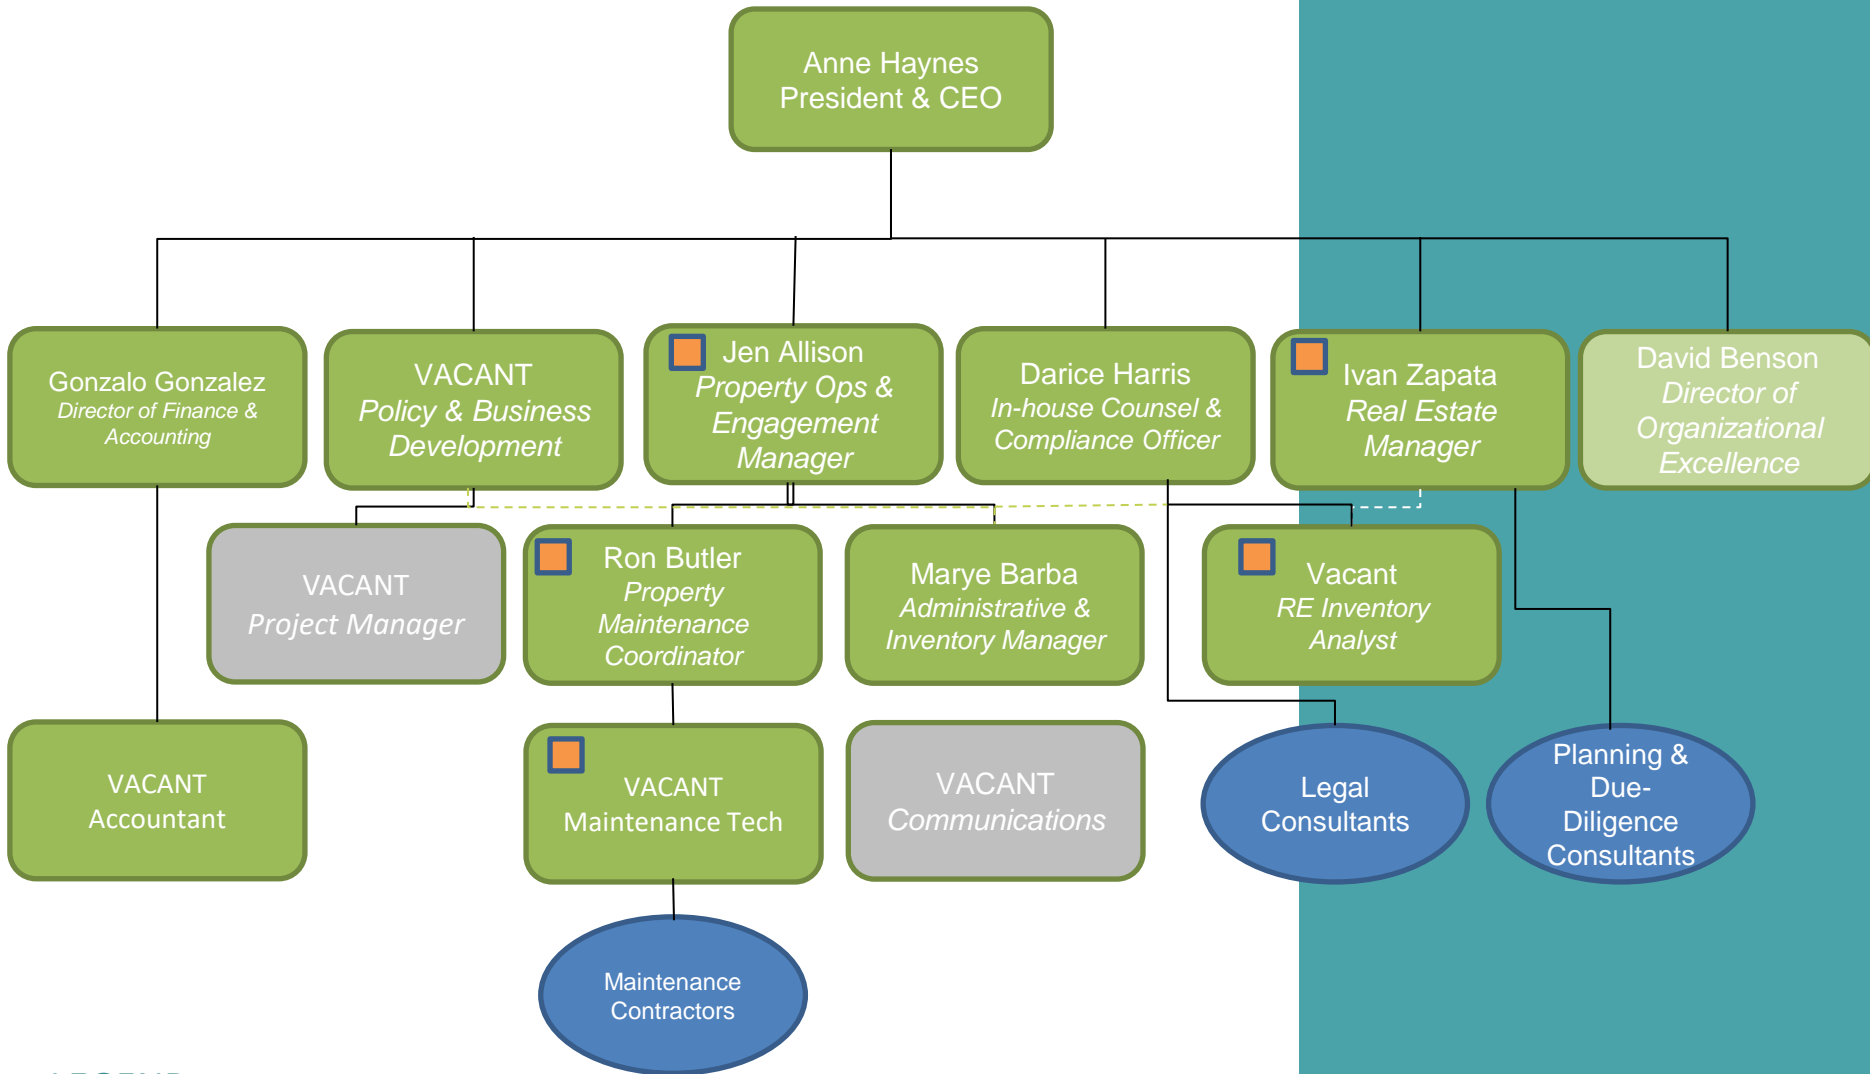 Anne Haynes
President & CEO
Gonzalo Gonzalez
Director of Finance &
Accounting
VACANT
Policy & Business
Development
Jen Allison
Property Ops &
Engagement
Manager
Darice Harris
In-house Counsel &
Compliance Officer
Ivan Zapata
Real Estate
Manager
David Benson
Director of
Organizational
Excellence
VACANT
Project Manager
Ron Butler
Property
Maintenance
Coordinator
Marye Barba
Administrative &
Inventory Manager
Vacant
RE Inventory
Analyst
VACANT
Accountant
VACANT
Maintenance Tech
VACANT
Communications
Legal
Consultants
Planning &
Due-
Diligence
Consultants
Maintenance
Contractors
LEGEND